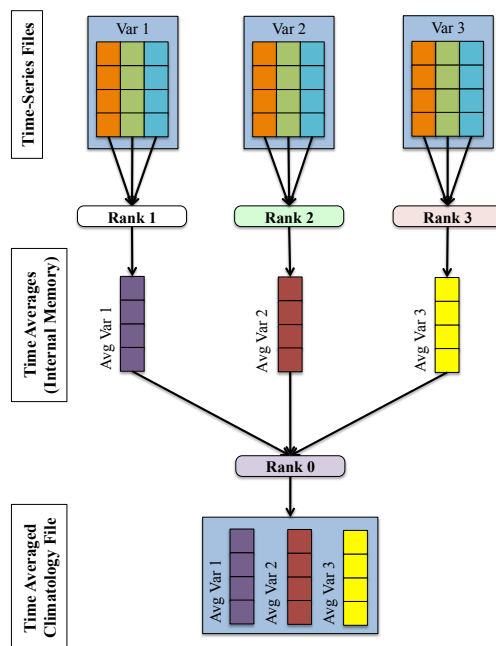 Time-Series Files
Var 1
Var 2
Var 3
Rank 1
Rank 2
Rank 3
Time Averages
(Internal Memory)
Avg Var 1
Avg Var 2
Avg Var 3
Rank 0
Time Averaged
Climatology File
Avg Var 1
Avg Var 2
Avg Var 3